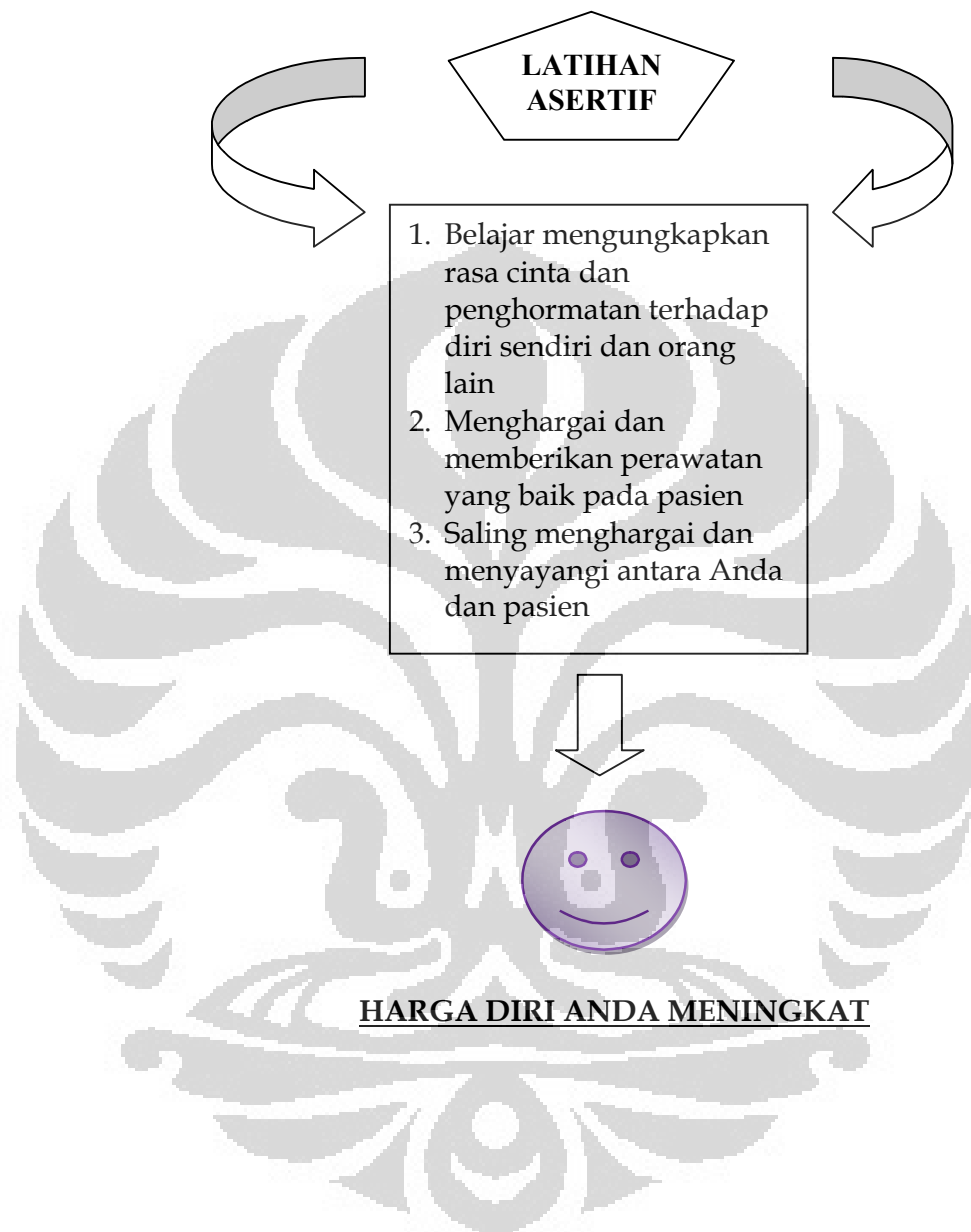 LATIHAN
ASERTIF
1. Belajar mengungkapkan
rasa cinta dan
penghormatan terhadap
diri sendiri dan orang
lain
2. Menghargai dan
memberikan perawatan
yang baik pada pasien
3. Saling menghargai dan
menyayangi antara Anda
dan pasien
HARGA DIRI ANDA MENINGKAT